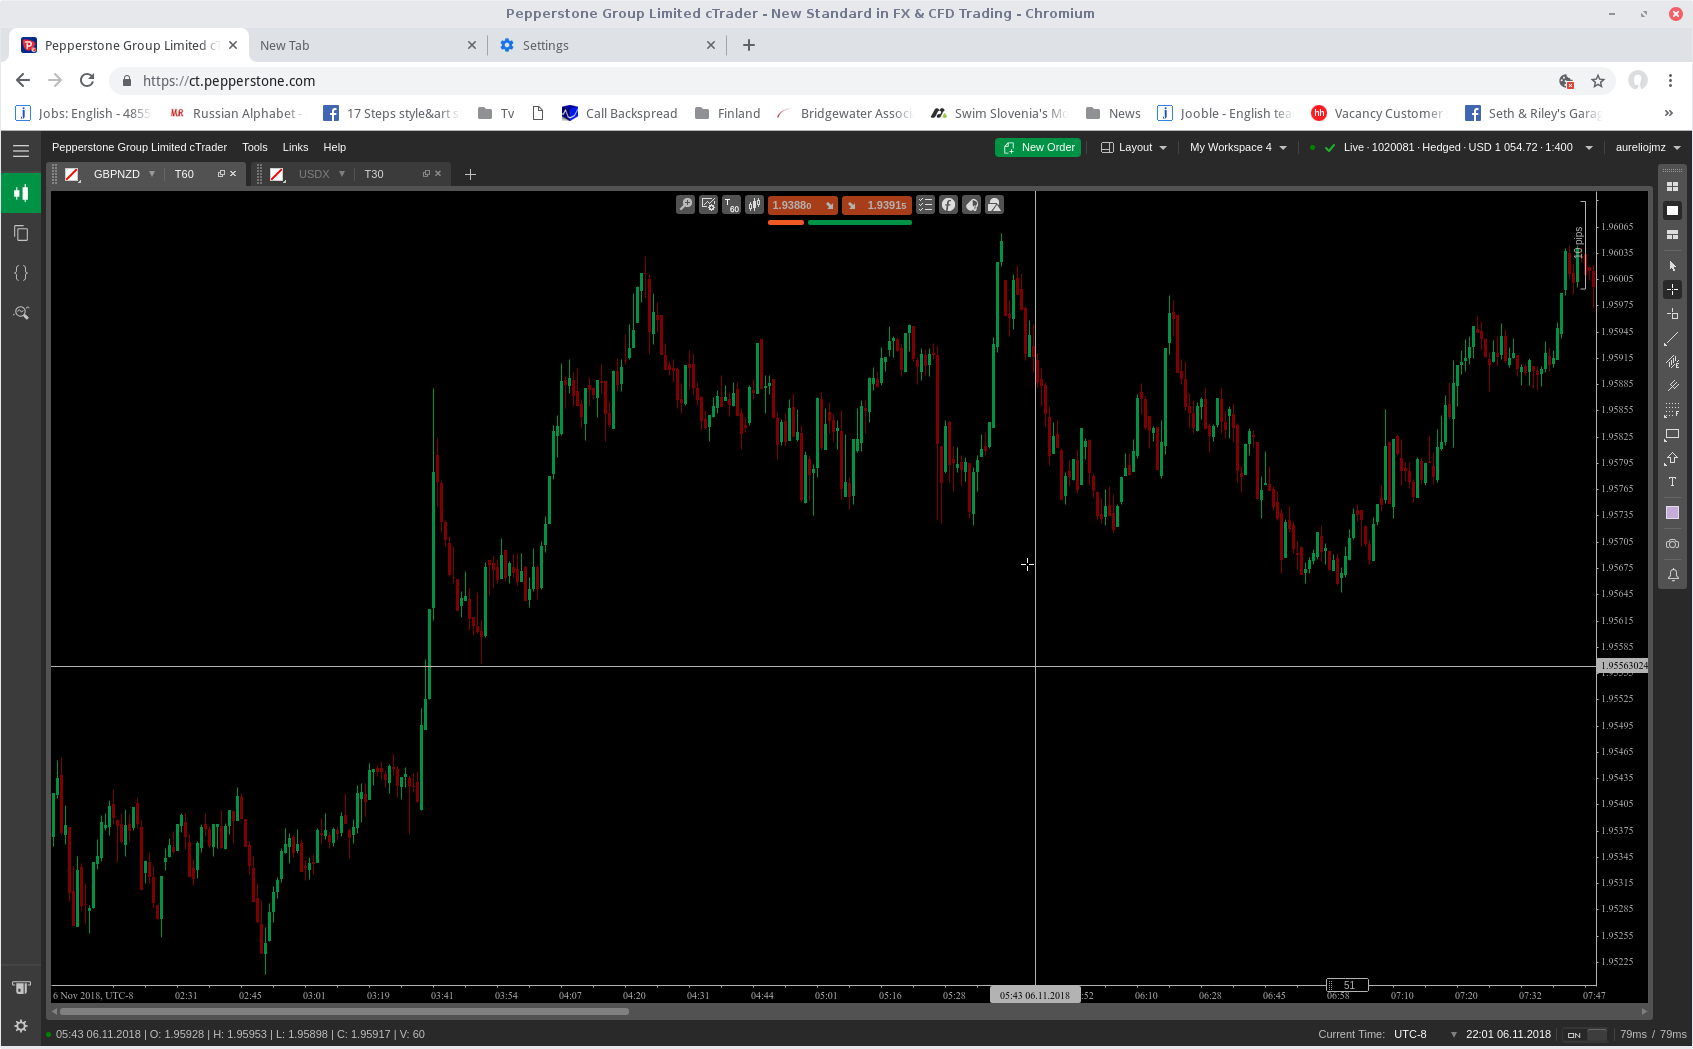 Pepperstone Group Limited cTrader - New Standard in FX & CFD Trading - Chromium
Pepperstone Group Limited cT
New Tab
Settings
https://ct.pepperstone.com
Jobs: English - 4855
Russian Alphabet -
17 Steps style&art s
Tv
Call Backspread
Finland
Bridgewater Associ
Swim Slovenia's Mo
News
Jooble - English tea
Vacancy Customer
Seth & Riley's Garag
»
Pepperstone Group Limited cTrader
Tools
Links
Help
New Order
Layout
My Workspace 4
Live · 1020081 · Hedged · USD 1 054.72 · 1:400
aureliojmz
GBPNZD
T60
USDX
T30
T60
1.93880
1.93915
10 pips
1.96065
1.96035
1.96005
1.95975
1.95945
1.95915
1.95885
1.95855
1.95825
1.95795
1.95765
1.95735
1.95705
1.95675
1.95645
1.95615
1.95585
1.95563024
1.95525
1.95495
1.95465
1.95435
1.95405
1.95375
1.95345
1.95315
1.95285
1.95255
1.95225
T
51
6 Nov 2018, UTC-8
02:31
02:45
03:01
03:19
03:41
03:54
04:07
04:20
04:31
04:44
05:01
05:16
05:28
05:43 06.11.2018
:52
06:10
06:28
06:45
06:58
07:10
07:20
07:32
07:47
05:43 06.11.2018 | O: 1.95928 | H: 1.95953 | L: 1.95898 | C: 1.95917 | V: 60
Current Time: UTC-8
22:01 06.11.2018
ON
79ms / 79ms